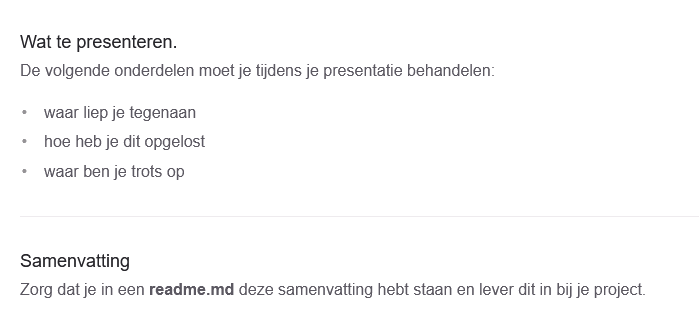 Wat te presenteren.
De volgende onderdelen moet je tijdens je presentatie behandelen:
• waar liep je tegenaan
• hoe heb je dit opgelost
• waar ben je trots op
Samenvatting
Zorg dat je in een readme.md deze samenvatting hebt staan en lever dit in bij je project.